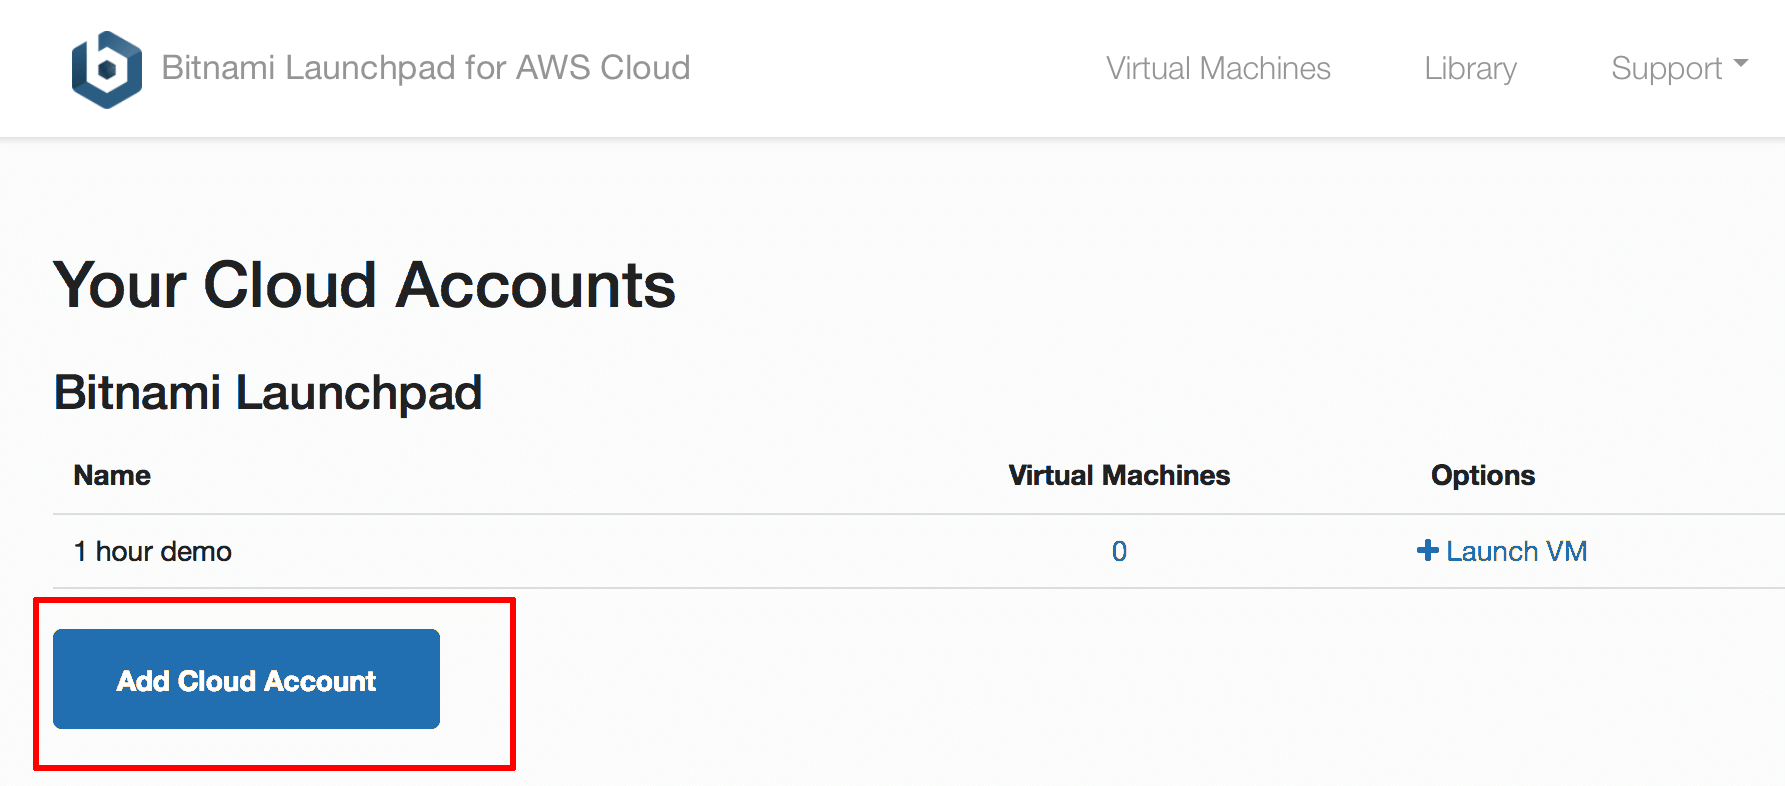 Bitnami Launchpad for AWS Cloud
Virtual Machines
Library
Support
Your Cloud Accounts
Bitnami Launchpad
Name Virtual Machines Options
1 hour demo 0 + Launch VM
Add Cloud Account